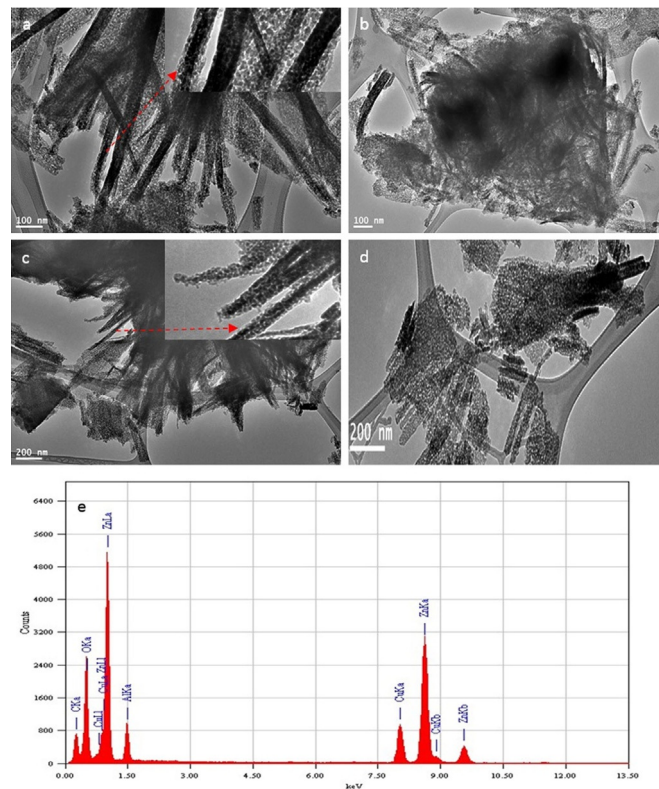 a
100 nm
b
100 nm
c
200 nm
d
200 nm
e
6400
5600
4800
4000
3200
2400
1600
800
0
Counts
CKa
OKa
CuLl
CuLa
ZnLl
ZnLa
AlKa
CuKa
ZnKa
CuKb
ZnKb
0.00 1.50 3.00 4.50 6.00 7.50 9.00 10.50 12.00 13.50
keV